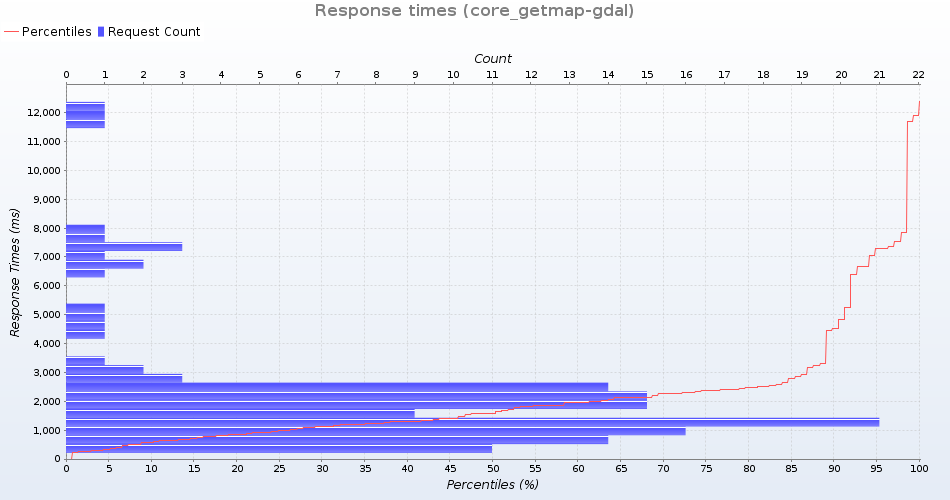 Response times (core_getmap-gdal)
Percentiles Request Count
Count
0 1 2 3 4 5 6 7 8 9 10 11 12 13 14 15 16 17 18 19 20 21 22
12,000
11,000
10,000
9,000
8,000
7,000
6,000
5,000
4,000
3,000
2,000
1,000
0
Response Times (ms)
0 5 10 15 20 25 30 35 40 45 50 55 60 65 70 75 80 85 90 95 100
Percentiles (%)